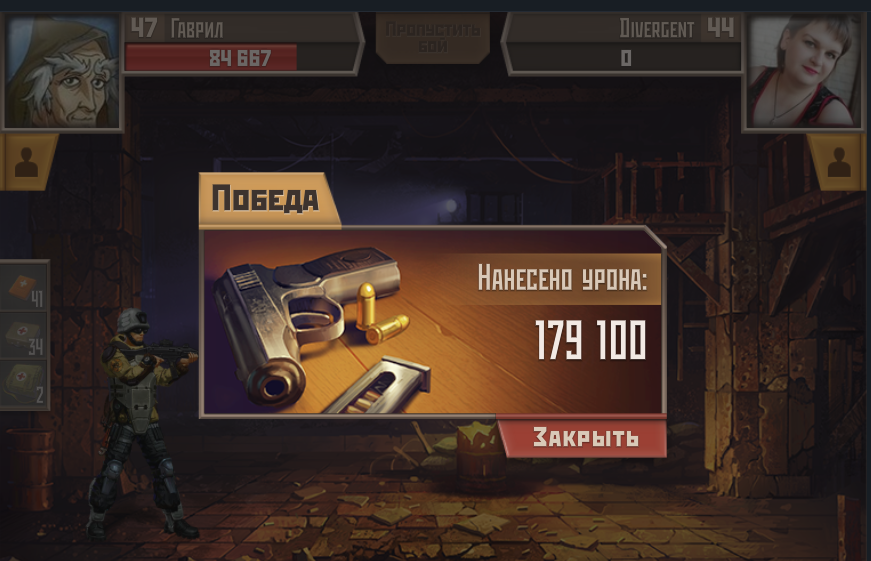 47 Гаврил
84 667
Пропустить
бой
Divergent 44
0
Победа
Нанесено урона:
179 100
41
34
2
Закрыть